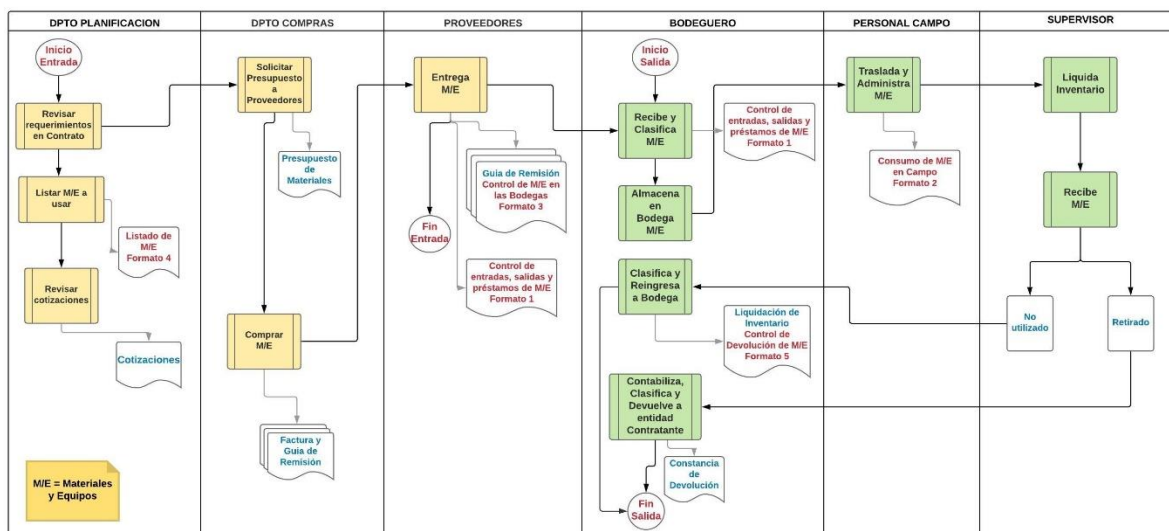 DPTO PLANIFICACION
Inicio
Entrada
Revisar
requerimientos
en Contrato
Listar M/E a
usar
Listado de
M/E
Formato 4
Revisar
cotizaciones
Cotizaciones
M/E = Materiales
y Equipos
DPTO COMPRAS
Solicitar
Presupuesto
a
Proveedores
Presupuesto
de
Materiales
Comprar
M/E
Factura y
Guia de
Remisión
PROVEEDORES
Entrega
M/E
Guia de Remisión
Control de M/E en
las Bodegas
Formato 3
Fin
Entrada
Control de
entradas, salidas y
préstamos de M/E
Formato 1
BODEGUERO
Inicio
Salida
Recibe y
Clasifica
M/E
Control de
entradas, salidas y
préstamos de M/E
Formato 1
Almacena
en
Bodega
M/E
Clasifica y
Reingresa
a Bodega
Liquidación de
Inventario
Control de
Devolución de M/E
Formato 5
Contabiliza,
Clasifica y
Devuelve a
entidad
Contratante
Constancia
de
Devolución
Fin
Salida
PERSONAL CAMPO
Traslada y
Administra
M/E
Consumo de M/E
en Campo
Formato 2
SUPERVISOR
Liquida
Inventario
Recibe
M/E
No
utilizado
Retirado